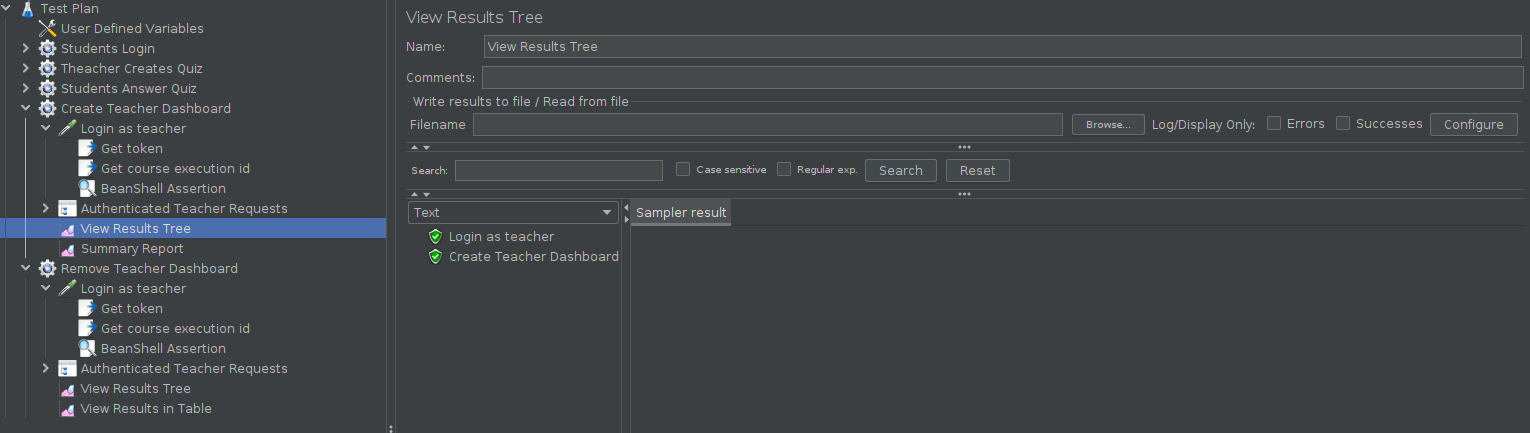 Test Plan
User Defined Variables
Students Login
Theacher Creates Quiz
Students Answer Quiz
Create Teacher Dashboard
Login as teacher
Get token
Get course execution id
BeanShell Assertion
Authenticated Teacher Requests
View Results Tree
Summary Report
Remove Teacher Dashboard
Login as teacher
Get token
Get course execution id
BeanShell Assertion
Authenticated Teacher Requests
View Results Tree
View Results in Table
View Results Tree
Name: View Results Tree
Comments:
Write results to file / Read from file
Filename Browse... Log/Display Only: Errors Successes Configure
Search: Case sensitive Regular exp. Search Reset
Text Sampler result
Login as teacher
Create Teacher Dashboard